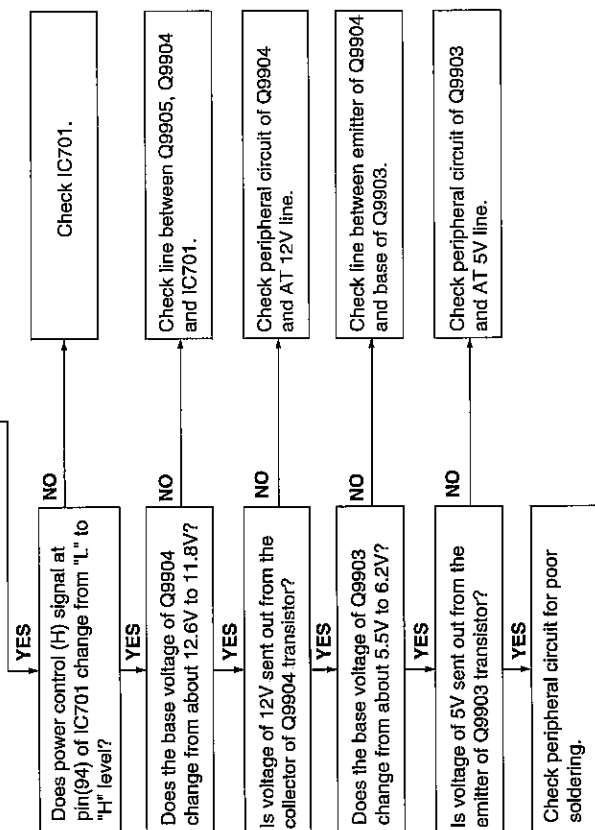 YES
Does power control (H) signal at
pin(94) of IC701 change from "L" to
"H" level?
NO
Check IC701.
YES
Does the base voltage of Q9904
change from about 12.6V to 11.8V?
NO
Check line between Q9905, Q9904
and IC701.
YES
Is voltage of 12V sent out from the
collector of Q9904 transistor?
NO
Check peripheral circuit of Q9904
and AT 12V line.
YES
Does the base voltage of Q9903
change from about 5.5V to 6.2V?
NO
Check line between emitter of Q9904
and base of Q9903.
YES
Is voltage of 5V sent out from the
emitter of Q9903 transistor?
NO
Check peripheral circuit of Q9903
and AT 5V line.
YES
Check peripheral circuit for poor
soldering.